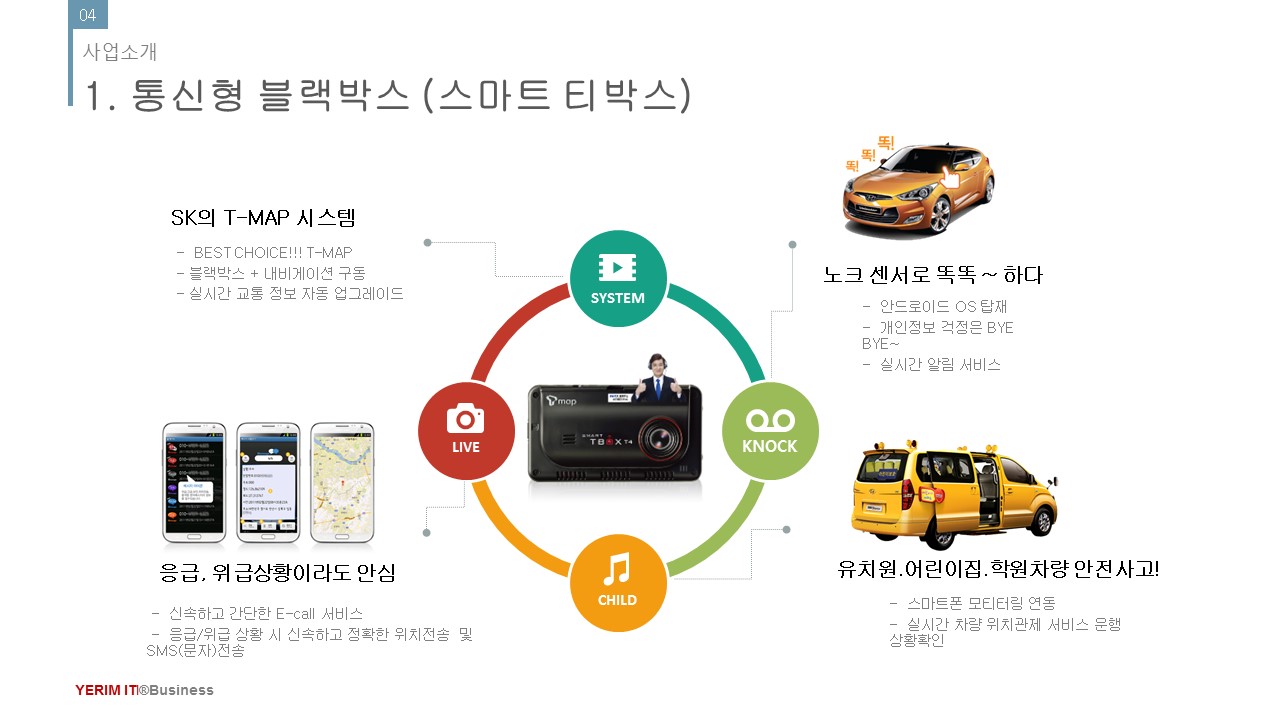 04
사업소개
1. 통신형 블랙박스 (스마트 티박스)
SK의 T-MAP 시스템
- BEST CHOICE!!! T-MAP
- 블랙박스 + 내비게이션 구동
- 실시간 교통 정보 자동 업그레이드
똑! 똑! 똑!
노크 센서로 똑똑 ~ 하다
- 안드로이드 OS 탑재
- 개인정보 걱정은 BYE
BYE~
- 실시간 알림 서비스
SYSTEM
LIVE
KNOCK
CHILD
T map
SMART
TBOX T4
응급, 위급상황이라도 안심
- 신속하고 간단한 E-call 서비스
- 응급/위급 상황 시 신속하고 정확한 위치전송 및
SMS(문자)전송
유치원.어린이집.학원차량 안전사고!
- 스마트폰 모티터링 연동
- 실시간 차량 위치관제 서비스 운행
상황확인
YERIM IT®Business